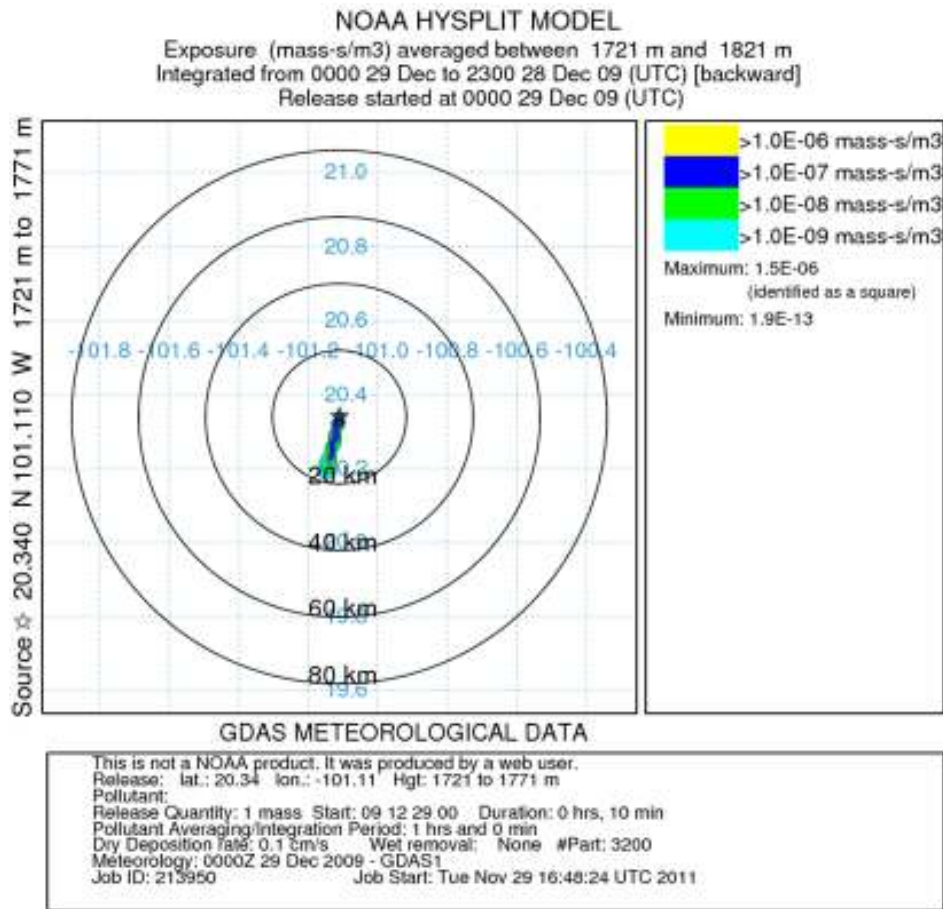 NOAA HYSPLIT MODEL
Exposure (mass-s/m3) averaged between 1721 m and 1821 m
Integrated from 0000 29 Dec to 2300 28 Dec 09 (UTC) [backward]
Release started at 0000 29 Dec 09 (UTC)
Source ☆ 20.340 N 101.110 W 1721 m to 1771 m
21.0
20.8
20.6
-101.8 -101.6 -101.4 -101.2 -101.0 -100.8 -100.6 -100.4
20.4
20 km
40 km
60 km
80 km
19.6
>1.0E-06 mass-s/m3
>1.0E-07 mass-s/m3
>1.0E-08 mass-s/m3
>1.0E-09 mass-s/m3
Maximum: 1.5E-06
(identified as a square)
Minimum: 1.9E-13
GDAS METEOROLOGICAL DATA
This is not a NOAA product. It was produced by a web user.
Release: lat.: 20.34 lon.: -101.11 Hgt: 1721 to 1771 m
Pollutant:
Release Quantity: 1 mass Start: 09 12 29 00 Duration: 0 hrs, 10 min
Pollutant Averaging/Integration Period: 1 hrs and 0 min
Dry Deposition rate: 0.1 cm/s Wet removal: None #Part: 3200
Meteorology: 0000Z 29 Dec 2009 - GDAS1
Job ID: 213950 Job Start: Tue Nov 29 16:48:24 UTC 2011